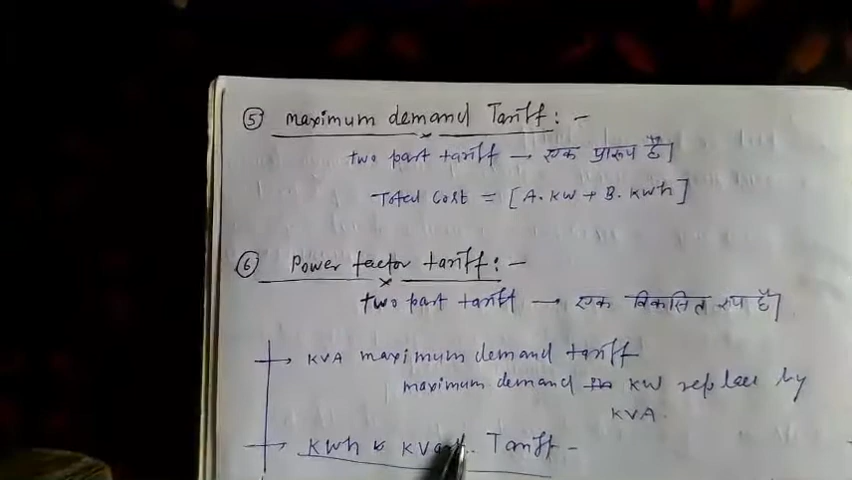 ⑤ maximum demand Tariff : -
two part tariff → एक प्रारूप है।
Total Cost = [A. KW + B. KWh]
⑥ Power factor tariff : -
two part tariff → एक विकसित रूप है।
→ KVA maximum demand tariff
maximum demand KW replace by
KVA.
→ KWh & Tariff -